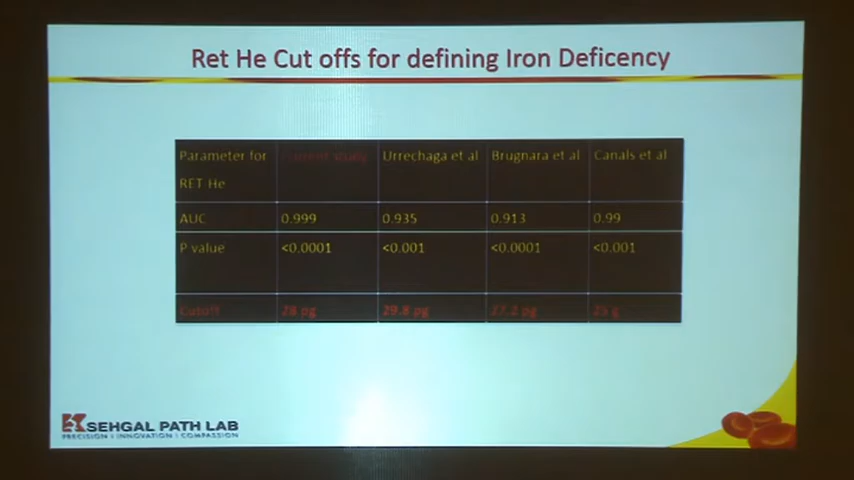 Ret He Cut offs for defining Iron Deficency
Parameter for RET He Current study Urrechaga et al Brugnara et al Canals et al
AUC 0.999 0.935 0.913 0.99
P value <0.0001 <0.001 <0.0001 <0.001
Cutoff 28 pg 29.8 pg 27.2 pg 25 g
SEHGAL PATH LAB
PRECISION | INNOVATION | COMPASSION